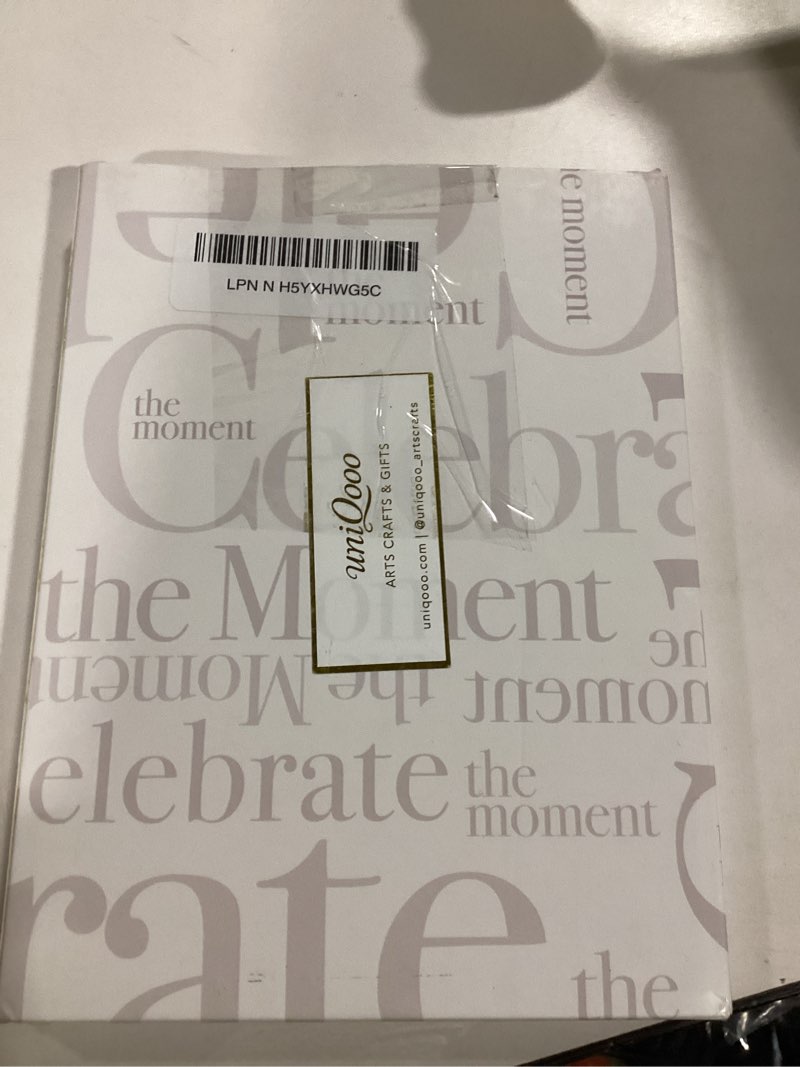 e moment
LPN N H5YXHWG5C
moment
the
moment
Celebra
uniQooo
ARTS CRAFTS & GIFTS
uniqooo.com | @uniqooo_artscrafts
the Moment
the Moment
the
moment
elebrate
the
moment
rate
the